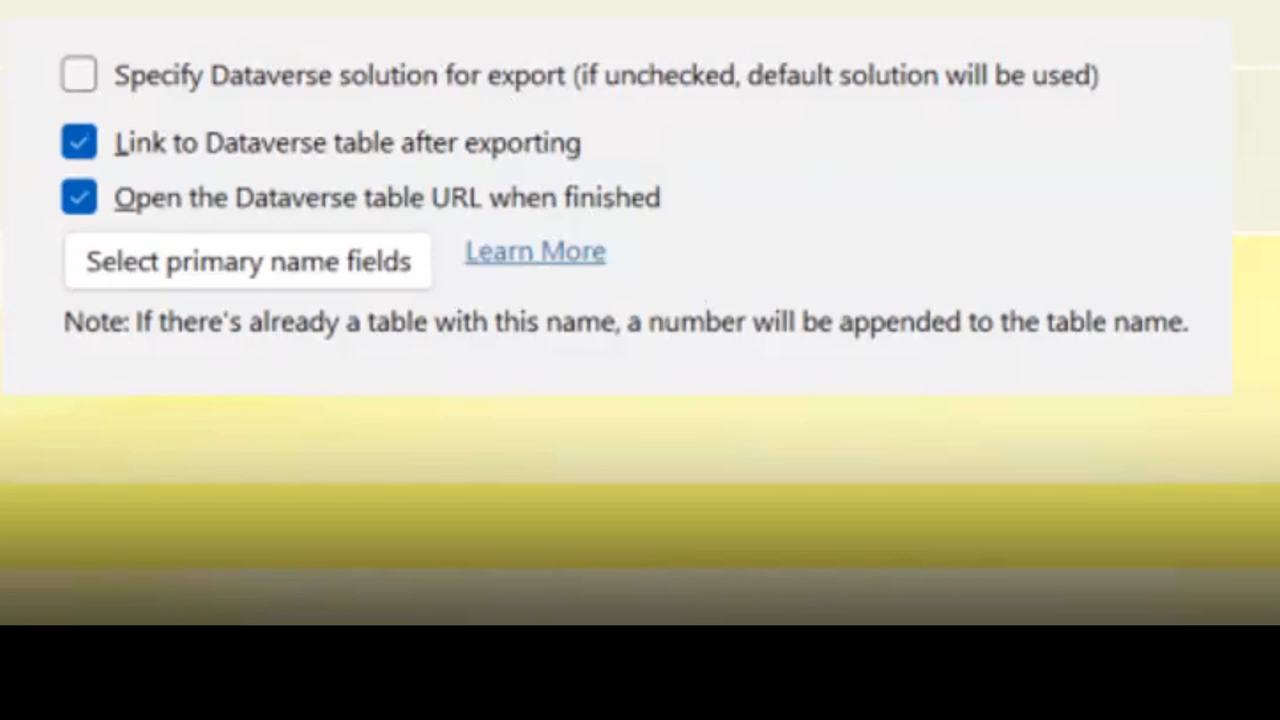 Specify Dataverse solution for export (if unchecked, default solution will be used)
Link to Dataverse table after exporting
Open the Dataverse table URL when finished
Select primary name fields Learn More
Note: If there's already a table with this name, a number will be appended to the table name.